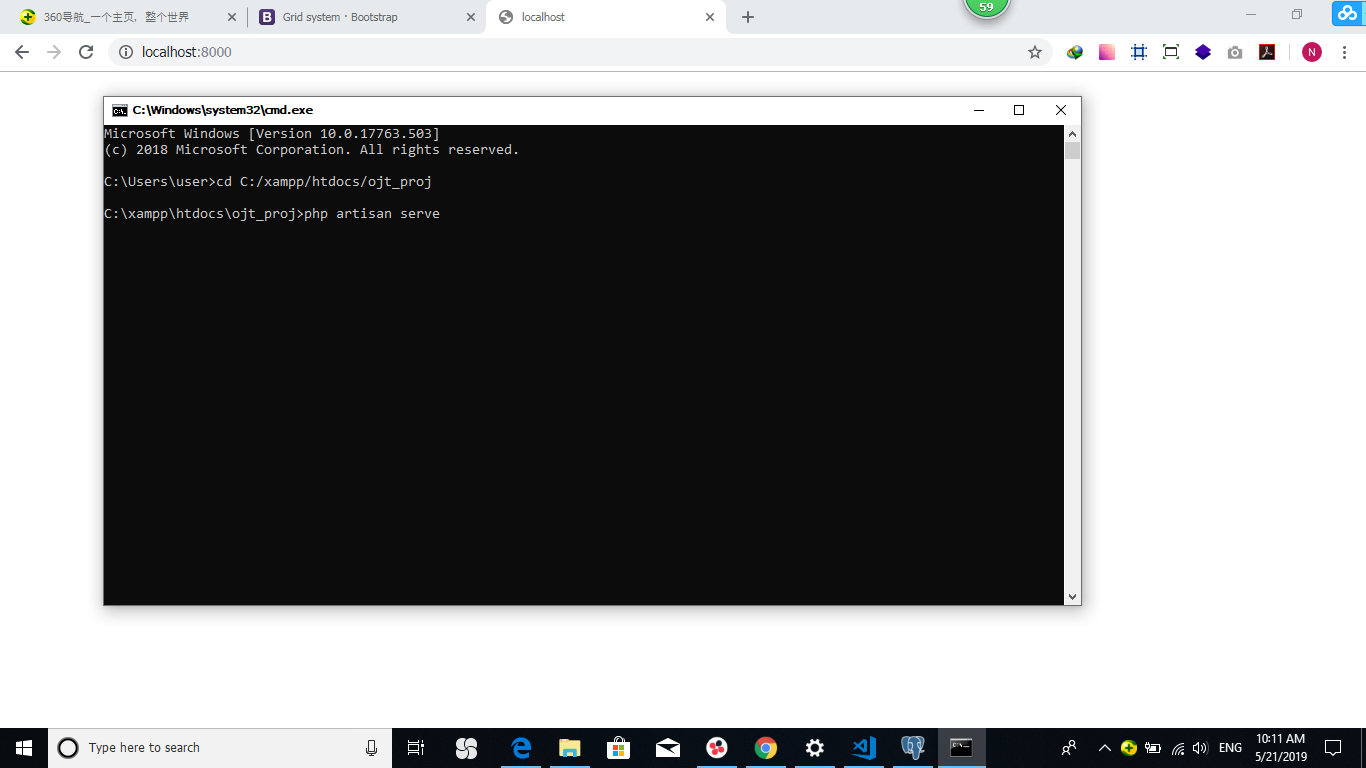 360导航_一个主页，整个世界
Grid system · Bootstrap
localhost
59
localhost:8000
N
C:\Windows\system32\cmd.exe
Microsoft Windows [Version 10.0.17763.503]
(c) 2018 Microsoft Corporation. All rights reserved.
C:\Users\user>cd C:/xampp/htdocs/ojt_proj
C:\xampp\htdocs\ojt_proj>php artisan serve
Type here to search
ENG
10:11 AM
5/21/2019